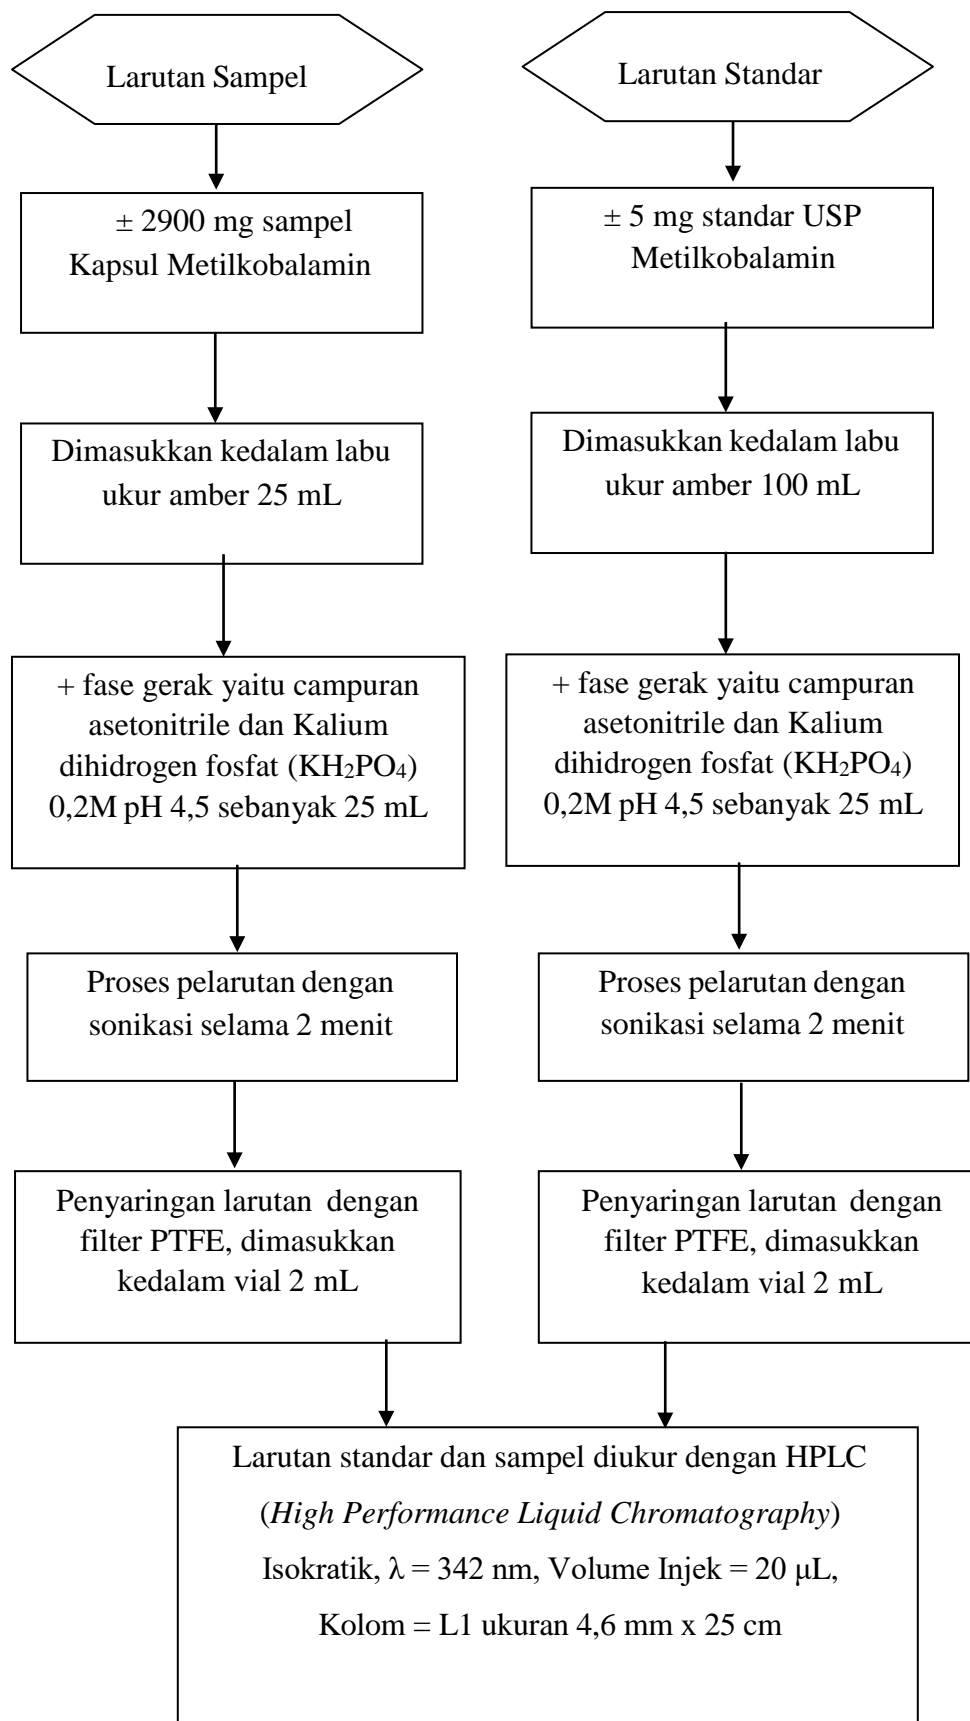 Larutan Sampel
± 2900 mg sampel
Kapsul Metilkobalamin
Dimasukkan kedalam labu
ukur amber 25 mL
+ fase gerak yaitu campuran
asetonitrile dan Kalium
dihidrogen fosfat (KH₂PO₄)
0,2M pH 4,5 sebanyak 25 mL
Proses pelarutan dengan
sonikasi selama 2 menit
Penyaringan larutan dengan
filter PTFE, dimasukkan
kedalam vial 2 mL
Larutan Standar
± 5 mg standar USP
Metilkobalamin
Dimasukkan kedalam labu
ukur amber 100 mL
+ fase gerak yaitu campuran
asetonitrile dan Kalium
dihidrogen fosfat (KH₂PO₄)
0,2M pH 4,5 sebanyak 25 mL
Proses pelarutan dengan
sonikasi selama 2 menit
Penyaringan larutan dengan
filter PTFE, dimasukkan
kedalam vial 2 mL
Larutan standar dan sampel diukur dengan HPLC
(High Performance Liquid Chromatography)
Isokratik, λ = 342 nm, Volume Injek = 20 μL,
Kolom = L1 ukuran 4,6 mm x 25 cm